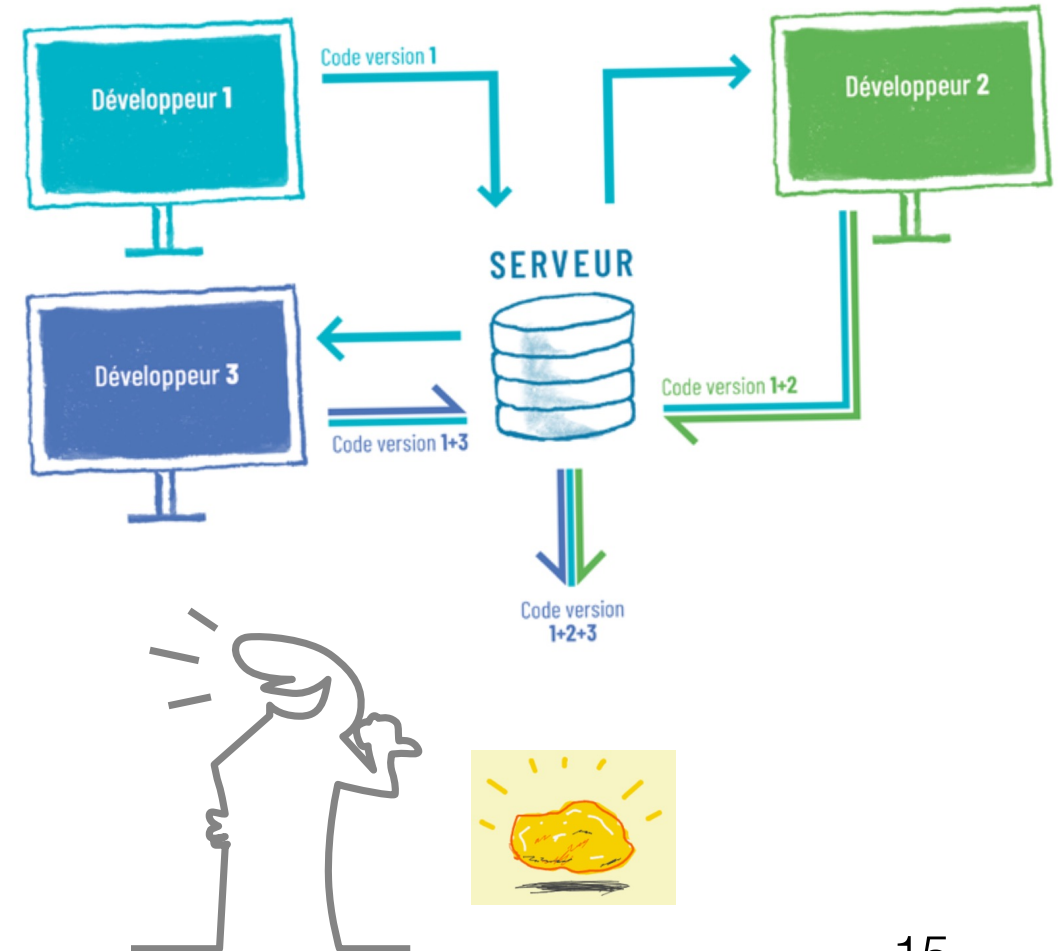 Code version 1
Développeur 1
Développeur 2
SERVEUR
Développeur 3
Code version 1+2
Code version 1+3
Code version
1+2+3
15